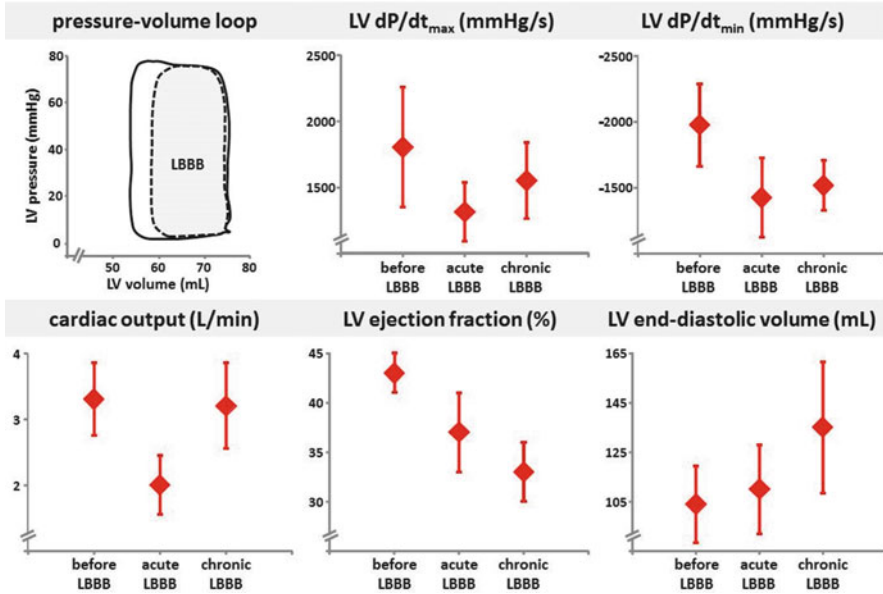 pressure-volume loop
LV dP/dtmax (mmHg/s)
LV dP/dtmin (mmHg/s)
LV pressure (mmHg)
80
60
40
20
0
LBBB
50
60
70
80
LV volume (mL)
2500
2000
1500
before
LBBB
acute
LBBB
chronic
LBBB
-2500
-2000
-1500
before
LBBB
acute
LBBB
chronic
LBBB
cardiac output (L/min)
LV ejection fraction (%)
LV end-diastolic volume (mL)
4
3
2
before
LBBB
acute
LBBB
chronic
LBBB
45
40
35
30
before
LBBB
acute
LBBB
chronic
LBBB
165
145
125
105
before
LBBB
acute
LBBB
chronic
LBBB